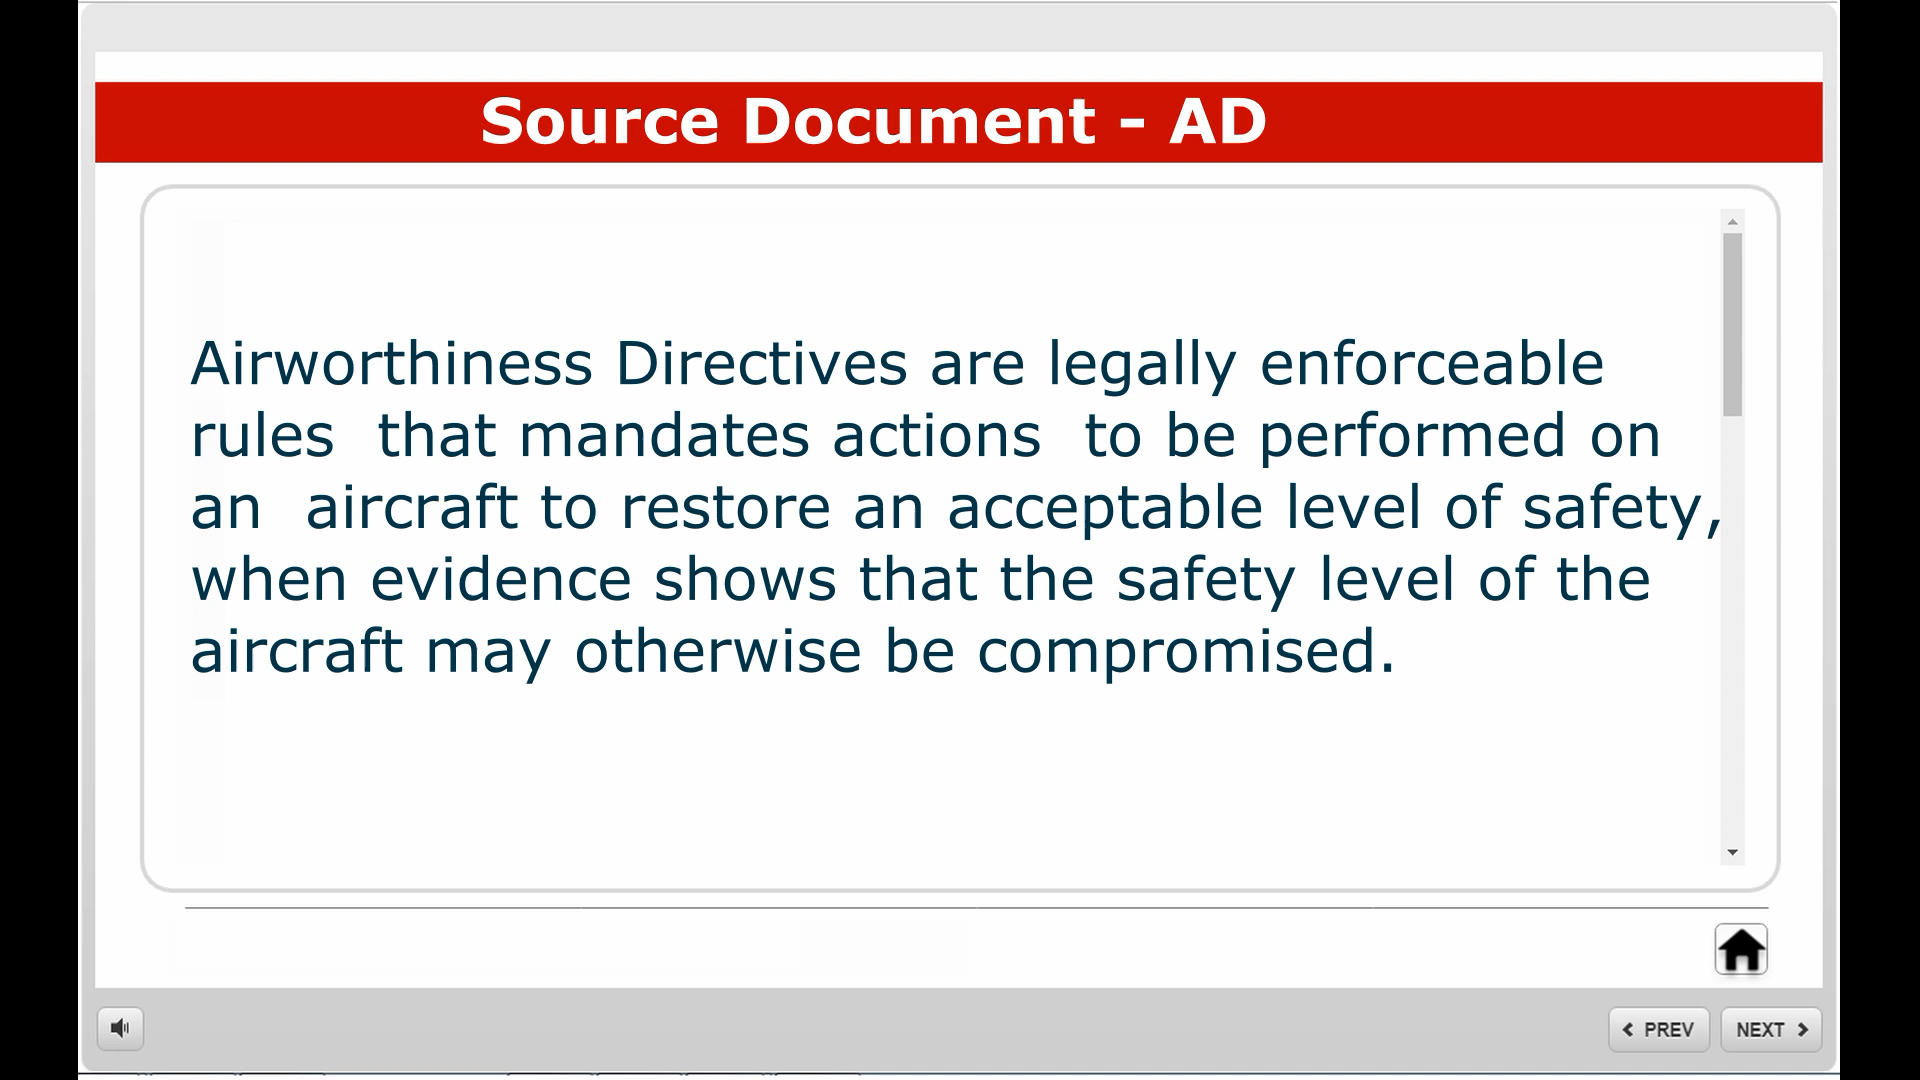 Source Document - AD
Airworthiness Directives are legally enforceable
rules  that mandates actions  to be performed on
an  aircraft to restore an acceptable level of safety,
when evidence shows that the safety level of the
aircraft may otherwise be compromised.
PREV
NEXT